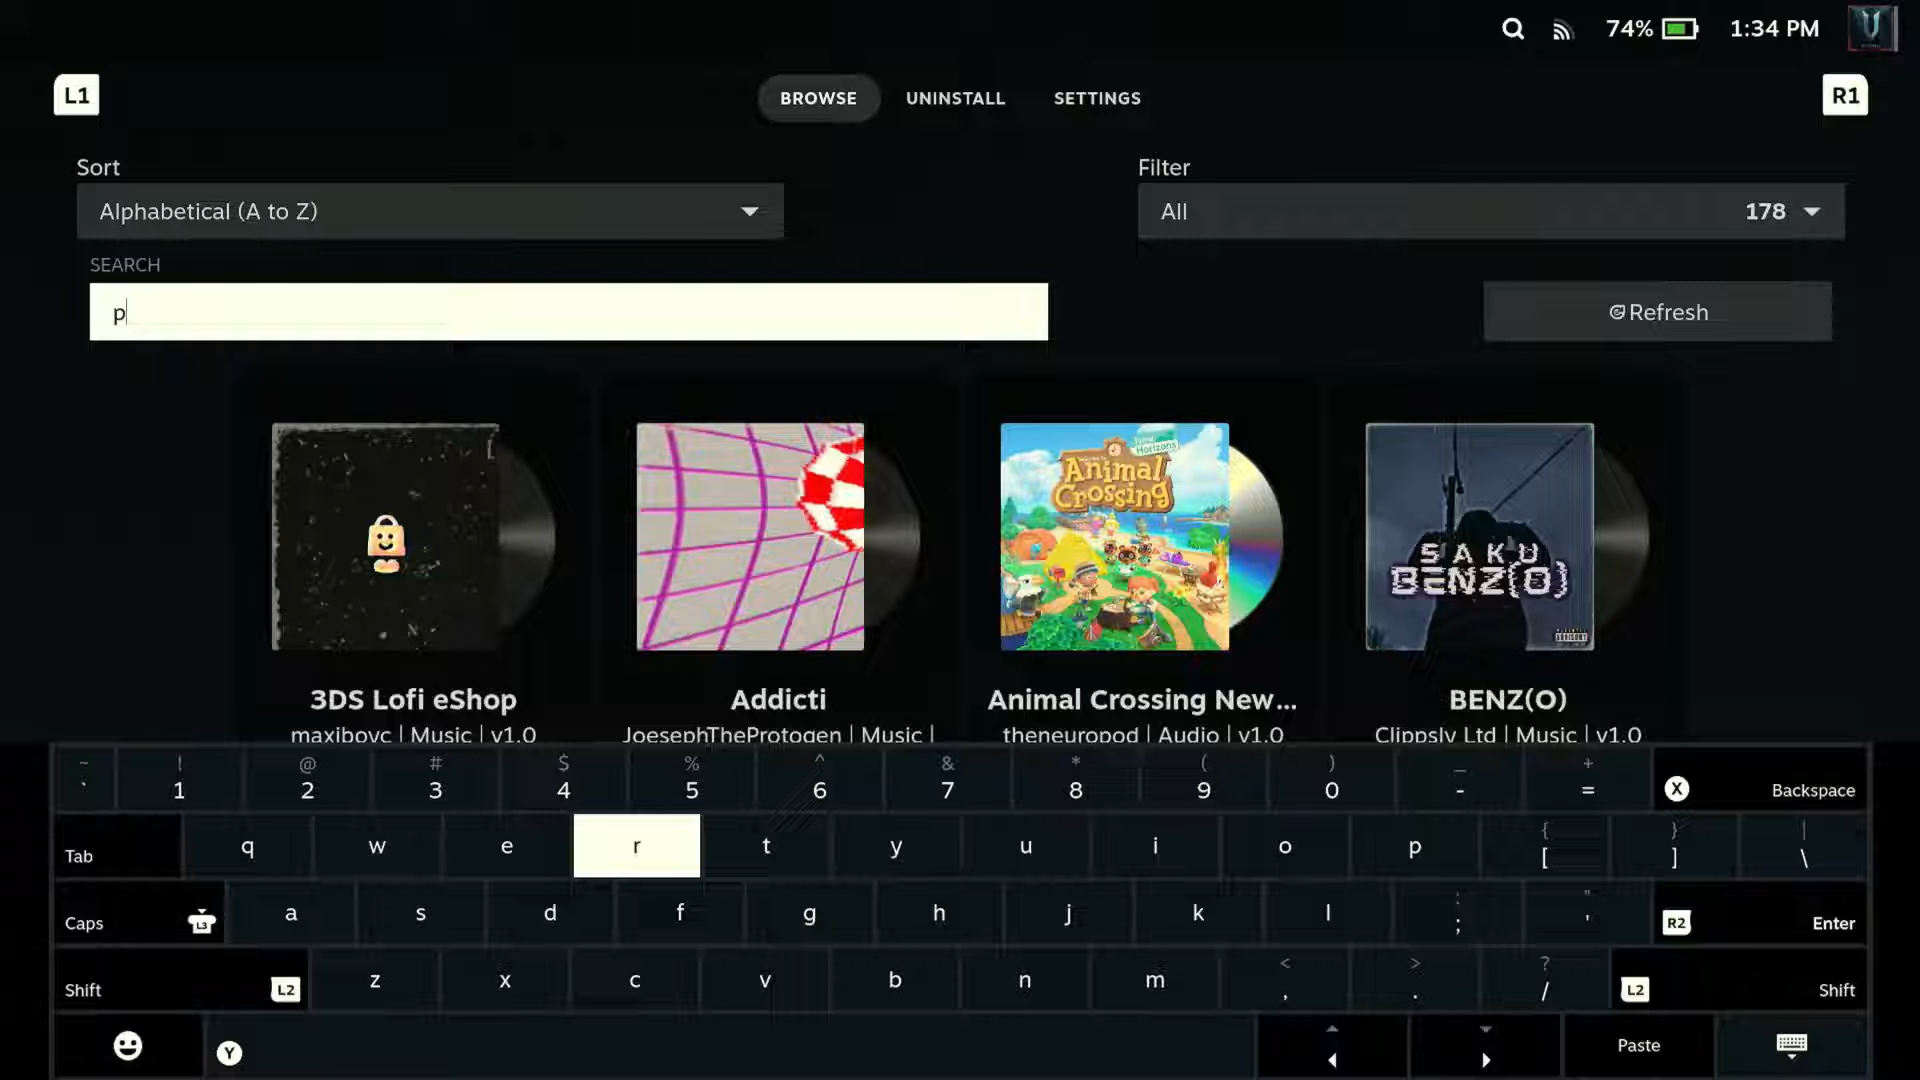 74% 1:34 PM
L1 BROWSE UNINSTALL SETTINGS R1
Sort Filter
Alphabetical (A to Z) All 178
SEARCH
p Refresh
Horizons
Animal
Crossing
SAKU
BENZ(O)
3DS Lofi eShop Addicti Animal Crossing New... BENZ(O)
maxibovc | Music | v1.0 JoesephTheProtogen | Music | theneuropod | Audio | v1.0 Clippsly Ltd | Music | v1.0
~ ! @ # $ % ^ & * ( ) _ +
` 1 2 3 4 5 6 7 8 9 0 - = X Backspace
{ } |
Tab q w e r t y u i o p [ ] \
: "
Caps L3 a s d f g h j k l ; ' R2 Enter
< > ?
Shift L2 z x c v b n m , . / L2 Shift
Y Paste